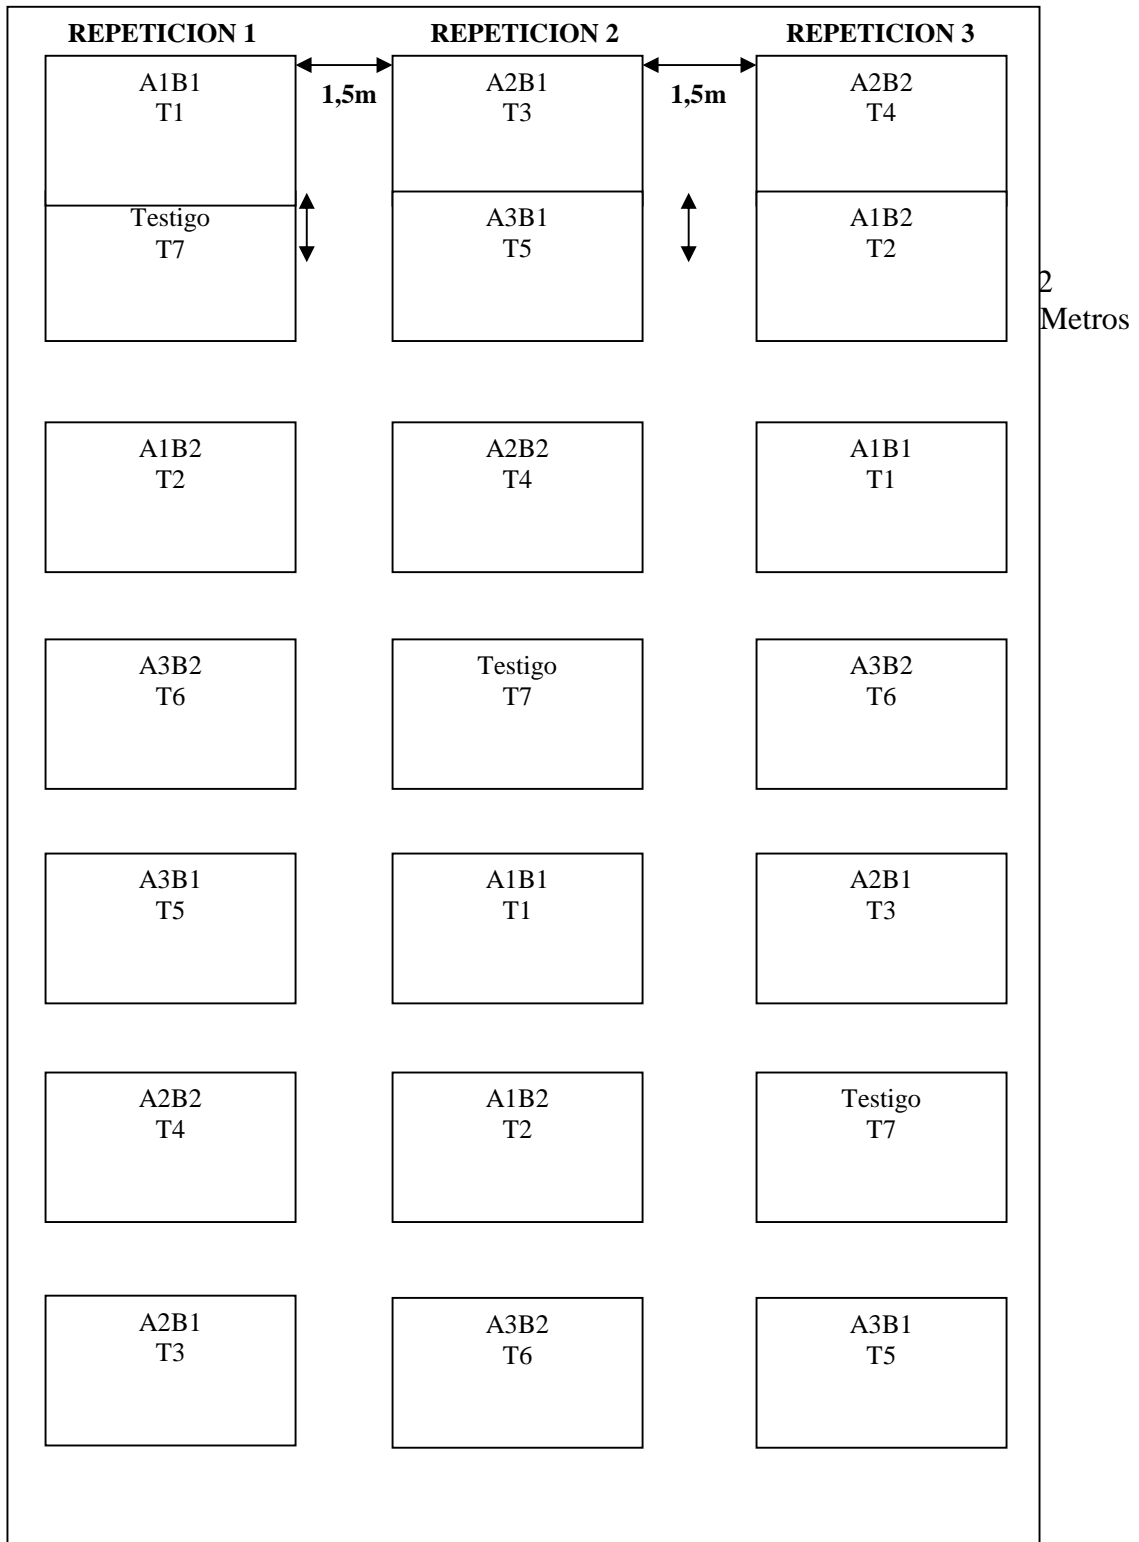 REPETICION 1 REPETICION 2 REPETICION 3
A1B1 A2B1 A2B2
T1 T3 T4
1,5m 1,5m
Testigo A3B1 A1B2
T7 T5 T2
2
Metros
A1B2 A2B2 A1B1
T2 T4 T1
A3B2 Testigo A3B2
T6 T7 T6
A3B1 A1B1 A2B1
T5 T1 T3
A2B2 A1B2 Testigo
T4 T2 T7
A2B1 A3B2 A3B1
T3 T6 T5